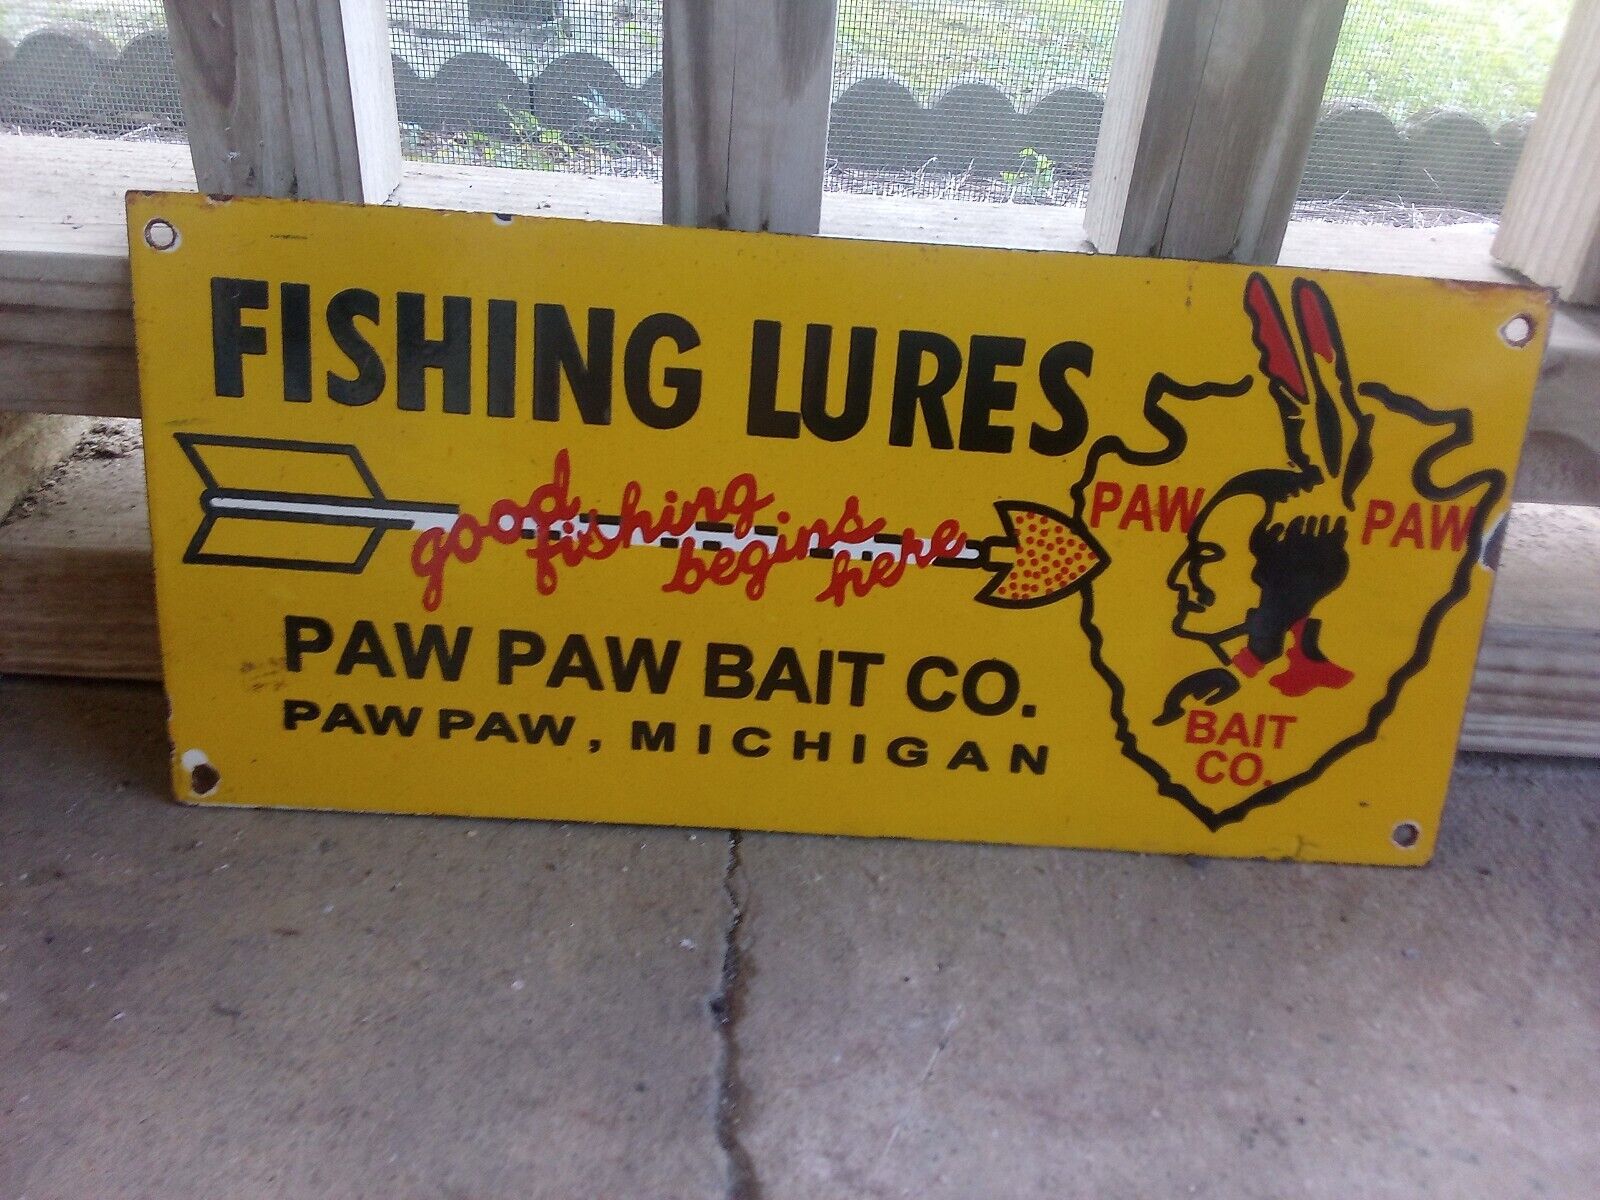 FISHING LURES
good fishing begins here
PAW PAW BAIT CO.
PAW PAW, MICHIGAN
PAW PAW
BAIT
CO.